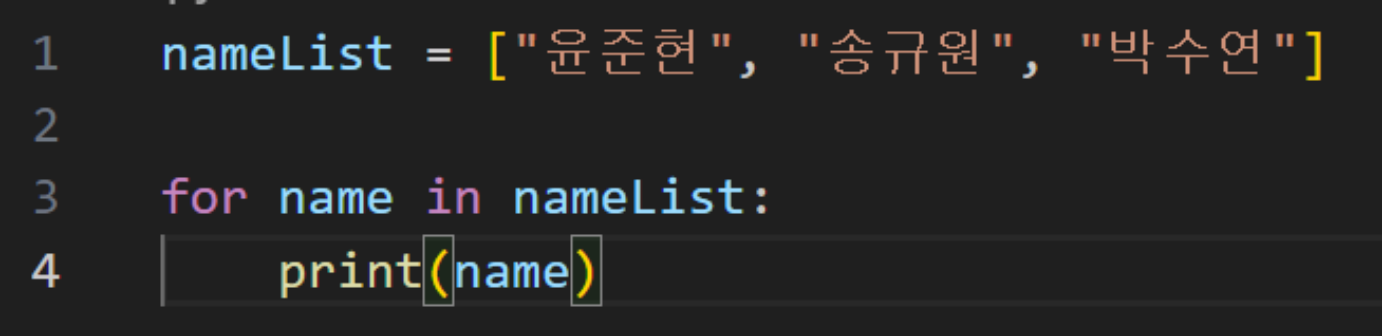 1 nameList = ["윤준현", "송규원", "박수연"]
2
3 for name in nameList:
4     print(name)